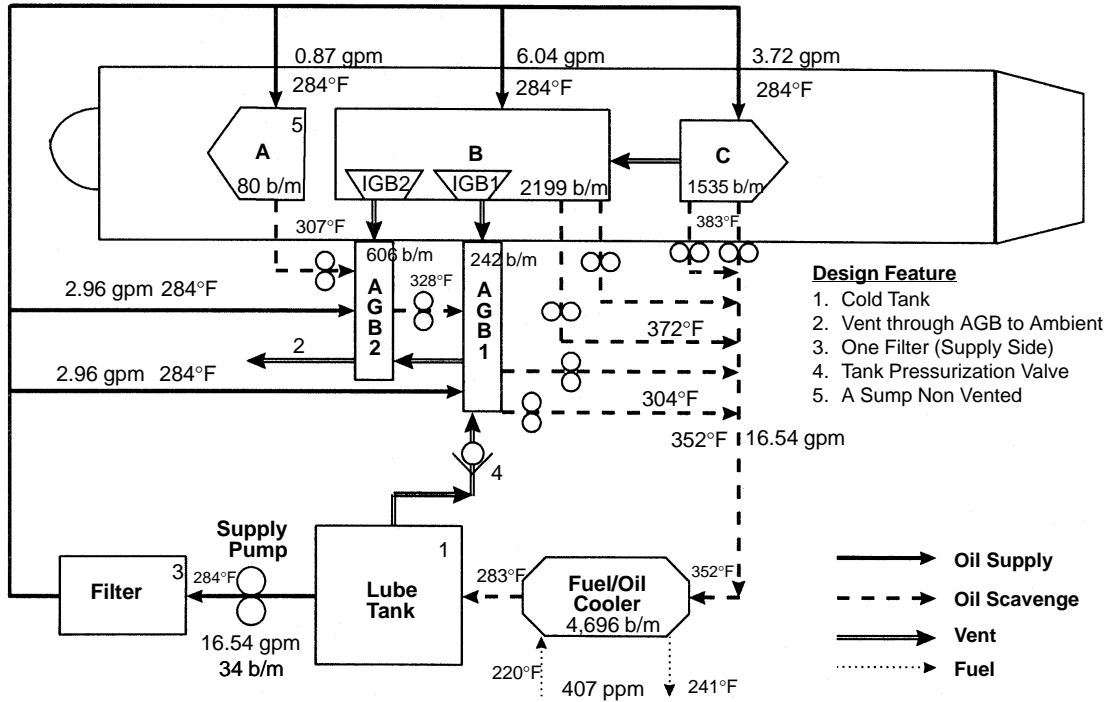 0.87 gpm
6.04 gpm
3.72 gpm
284°F
284°F
284°F
5
A
80 b/m
B
IGB2
IGB1
2199 b/m
C
1535 b/m
307°F
383°F
606 b/m
242 b/m
AGB2
AGB1
328°F
2.96 gpm 284°F
2
2.96 gpm 284°F
372°F
304°F
352°F
16.54 gpm
4
Design Feature
1. Cold Tank
2. Vent through AGB to Ambient
3. One Filter (Supply Side)
4. Tank Pressurization Valve
5. A Sump Non Vented
Supply
Pump
Filter
3
284°F
16.54 gpm
34 b/m
1
Lube
Tank
283°F
Fuel/Oil
Cooler
4,696 b/m
352°F
220°F
407 ppm
241°F
Oil Supply
Oil Scavenge
Vent
Fuel